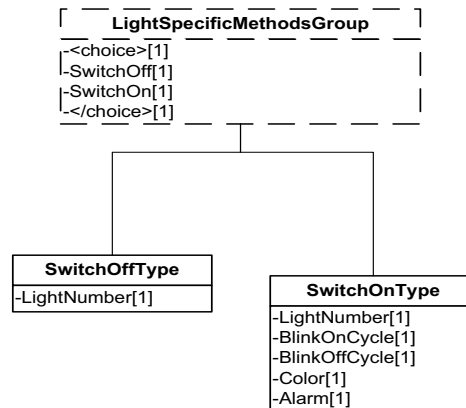 LightSpecificMethodsGroup
-<choice>[1]
-SwitchOff[1]
-SwitchOn[1]
-</choice>[1]
SwitchOffType
-LightNumber[1]
SwitchOnType
-LightNumber[1]
-BlinkOnCycle[1]
-BlinkOffCycle[1]
-Color[1]
-Alarm[1]